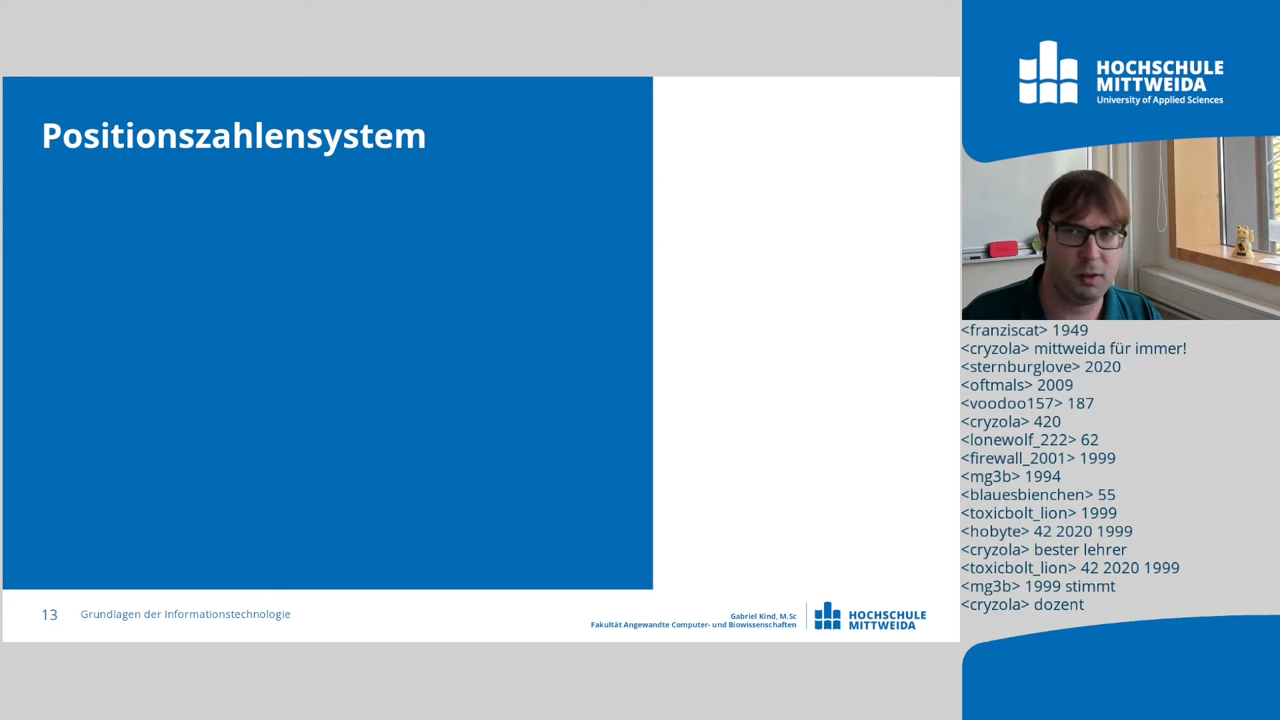 Positionszahlensystem
13
Grundlagen der Informationstechnologie
Gabriel Kind, M.Sc
Fakultät Angewandte Computer- und Biowissenschaften
HOCHSCHULE
MITTWEIDA
HOCHSCHULE
MITTWEIDA
University of Applied Sciences
<franziscat> 1949
<cryzola> mittweida für immer!
<sternburglove> 2020
<oftmals> 2009
<voodoo157> 187
<cryzola> 420
<lonewolf_222> 62
<firewall_2001> 1999
<mg3b> 1994
<blauesbienchen> 55
<toxicbolt_lion> 1999
<hobyte> 42 2020 1999
<cryzola> bester lehrer
<toxicbolt_lion> 42 2020 1999
<mg3b> 1999 stimmt
<cryzola> dozent